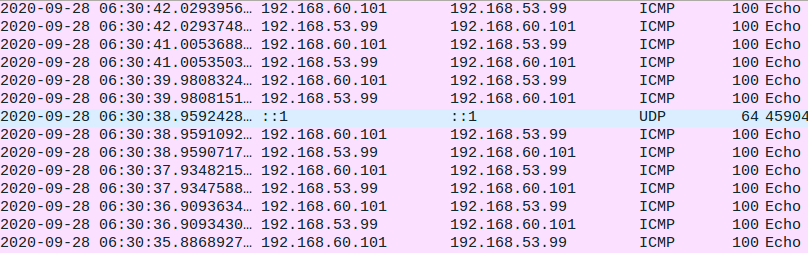 2020-09-28 06:30:42.0293956… 192.168.60.101 192.168.53.99 ICMP 100 Echo
2020-09-28 06:30:42.0293748… 192.168.53.99 192.168.60.101 ICMP 100 Echo
2020-09-28 06:30:41.0053688… 192.168.60.101 192.168.53.99 ICMP 100 Echo
2020-09-28 06:30:41.0053503… 192.168.53.99 192.168.60.101 ICMP 100 Echo
2020-09-28 06:30:39.9808324… 192.168.60.101 192.168.53.99 ICMP 100 Echo
2020-09-28 06:30:39.9808151… 192.168.53.99 192.168.60.101 ICMP 100 Echo
2020-09-28 06:30:38.9592428… ::1 ::1 UDP 64 45904
2020-09-28 06:30:38.9591092… 192.168.60.101 192.168.53.99 ICMP 100 Echo
2020-09-28 06:30:38.9590717… 192.168.53.99 192.168.60.101 ICMP 100 Echo
2020-09-28 06:30:37.9348215… 192.168.60.101 192.168.53.99 ICMP 100 Echo
2020-09-28 06:30:37.9347588… 192.168.53.99 192.168.60.101 ICMP 100 Echo
2020-09-28 06:30:36.9093634… 192.168.60.101 192.168.53.99 ICMP 100 Echo
2020-09-28 06:30:36.9093430… 192.168.53.99 192.168.60.101 ICMP 100 Echo
2020-09-28 06:30:35.8868927… 192.168.60.101 192.168.53.99 ICMP 100 Echo